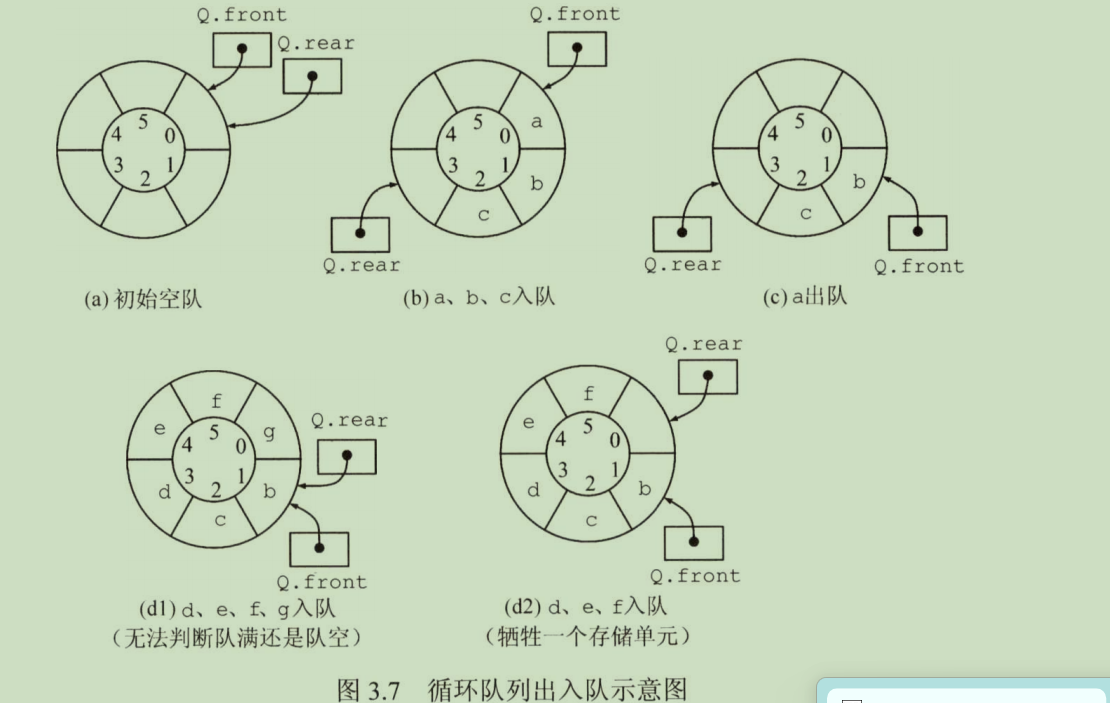 Q.front
Q.rear
4 5 0
3 2 1
(a) 初始空队
Q.front
a
4 5 0
3 2 1
b
c
Q.rear
(b) a、b、c入队
4 5 0
3 2 1
b
c
Q.rear
Q.front
(c) a出队
f
e
g
4 5 0
3 2 1
d
b
c
Q.rear
Q.front
(d1) d、e、f、g入队
（无法判断队满还是队空）
Q.rear
f
e
4 5 0
3 2 1
d
b
c
Q.front
(d2) d、e、f入队
（牺牲一个存储单元）
图 3.7 循环队列出入队示意图